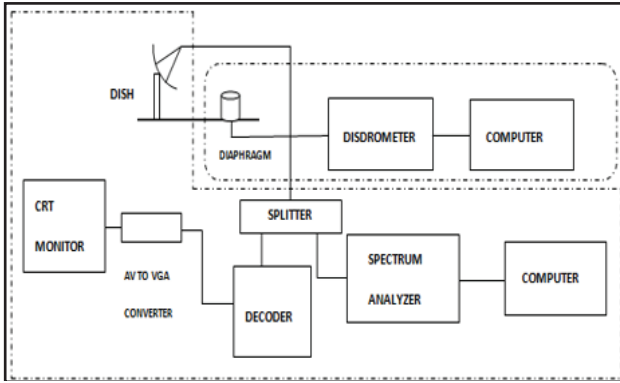 DISH
DIAPHRAGM
DISDROMETER
COMPUTER
CRT
MONITOR
AV TO VGA
CONVERTER
SPLITTER
DECODER
SPECTRUM
ANALYZER
COMPUTER